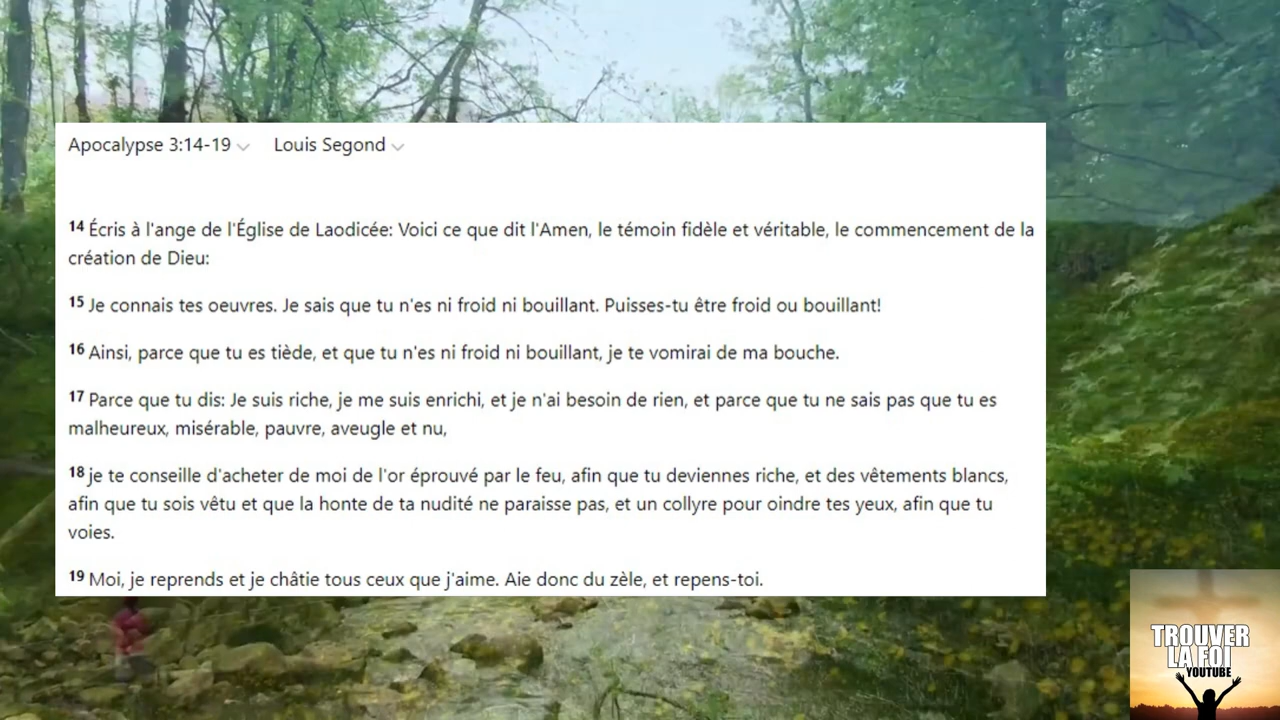 Apocalypse 3:14-19 Louis Segond
14 Écris à l'ange de l'Église de Laodicée: Voici ce que dit l'Amen, le témoin fidèle et véritable, le commencement de la
création de Dieu:
15 Je connais tes oeuvres. Je sais que tu n'es ni froid ni bouillant. Puisses-tu être froid ou bouillant!
16 Ainsi, parce que tu es tiède, et que tu n'es ni froid ni bouillant, je te vomirai de ma bouche.
17 Parce que tu dis: Je suis riche, je me suis enrichi, et je n'ai besoin de rien, et parce que tu ne sais pas que tu es
malheureux, misérable, pauvre, aveugle et nu,
18 je te conseille d'acheter de moi de l'or éprouvé par le feu, afin que tu deviennes riche, et des vêtements blancs,
afin que tu sois vêtu et que la honte de ta nudité ne paraisse pas, et un collyre pour oindre tes yeux, afin que tu
voies.
19 Moi, je reprends et je châtie tous ceux que j'aime. Aie donc du zèle, et repens-toi.
TROUVER
LA FOI
YOUTUBE